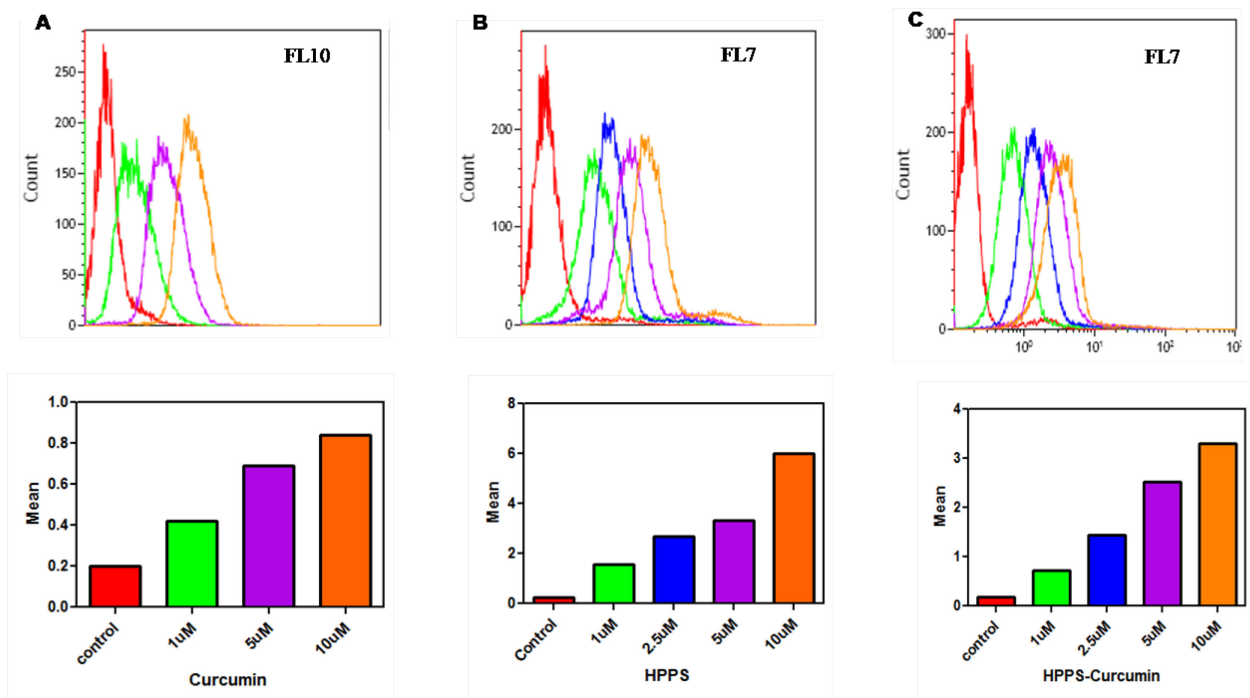 A
FL10
250
200
150
100
50
0
Count
B
FL7
200
100
0
Count
C
FL7
300
200
100
0
Count
10⁰ 10¹ 10² 10³
1.0
0.8
0.6
0.4
0.2
0.0
Mean
control 1uM 5uM 10uM
Curcumin
8
6
4
2
0
Mean
Control 1uM 2.5uM 5uM 10uM
HPPS
4
3
2
1
0
Mean
control 1uM 2.5uM 5uM 10uM
HPPS-Curcumin